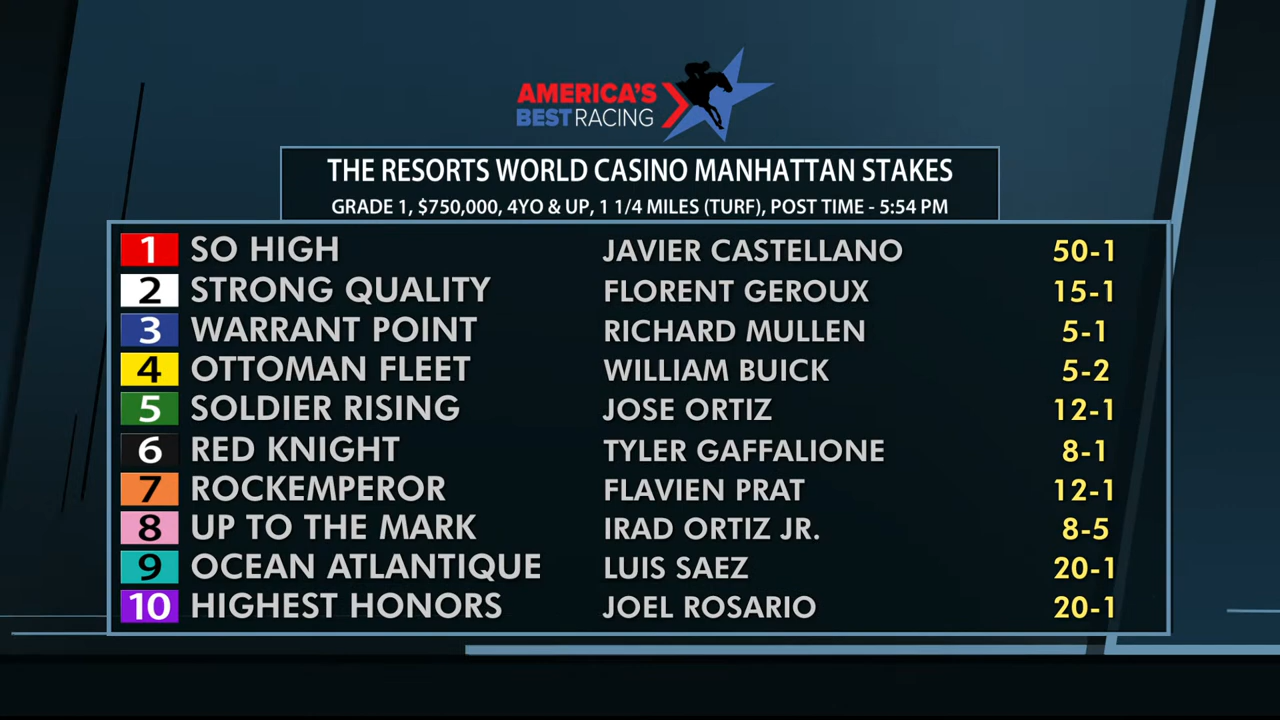 AMERICA'S
BEST RACING
THE RESORTS WORLD CASINO MANHATTAN STAKES
GRADE 1, $750,000, 4YO & UP, 1 1/4 MILES (TURF), POST TIME - 5:54 PM
1 SO HIGH JAVIER CASTELLANO 50-1
2 STRONG QUALITY FLORENT GEROUX 15-1
3 WARRANT POINT RICHARD MULLEN 5-1
4 OTTOMAN FLEET WILLIAM BUICK 5-2
5 SOLDIER RISING JOSE ORTIZ 12-1
6 RED KNIGHT TYLER GAFFALIONE 8-1
7 ROCKEMPEROR FLAVIEN PRAT 12-1
8 UP TO THE MARK IRAD ORTIZ JR. 8-5
9 OCEAN ATLANTIQUE LUIS SAEZ 20-1
10 HIGHEST HONORS JOEL ROSARIO 20-1